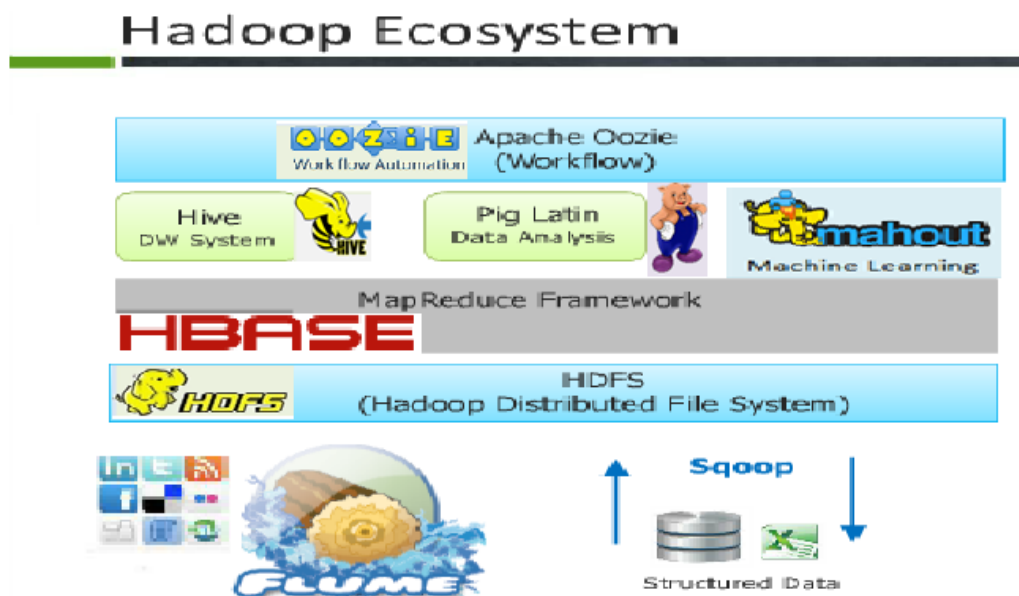 Hadoop Ecosystem
OOZiE
Workflow Automation
Apache Oozie
(Workflow)
Hive
DW System
HIVE
Pig Latin
Data Analysis
mahout
Machine Learning
MapReduce Framework
HBASE
HDFS
HDFS
(Hadoop Distributed File System)
in t
f
FLUME
Sqoop
X
Structured Data